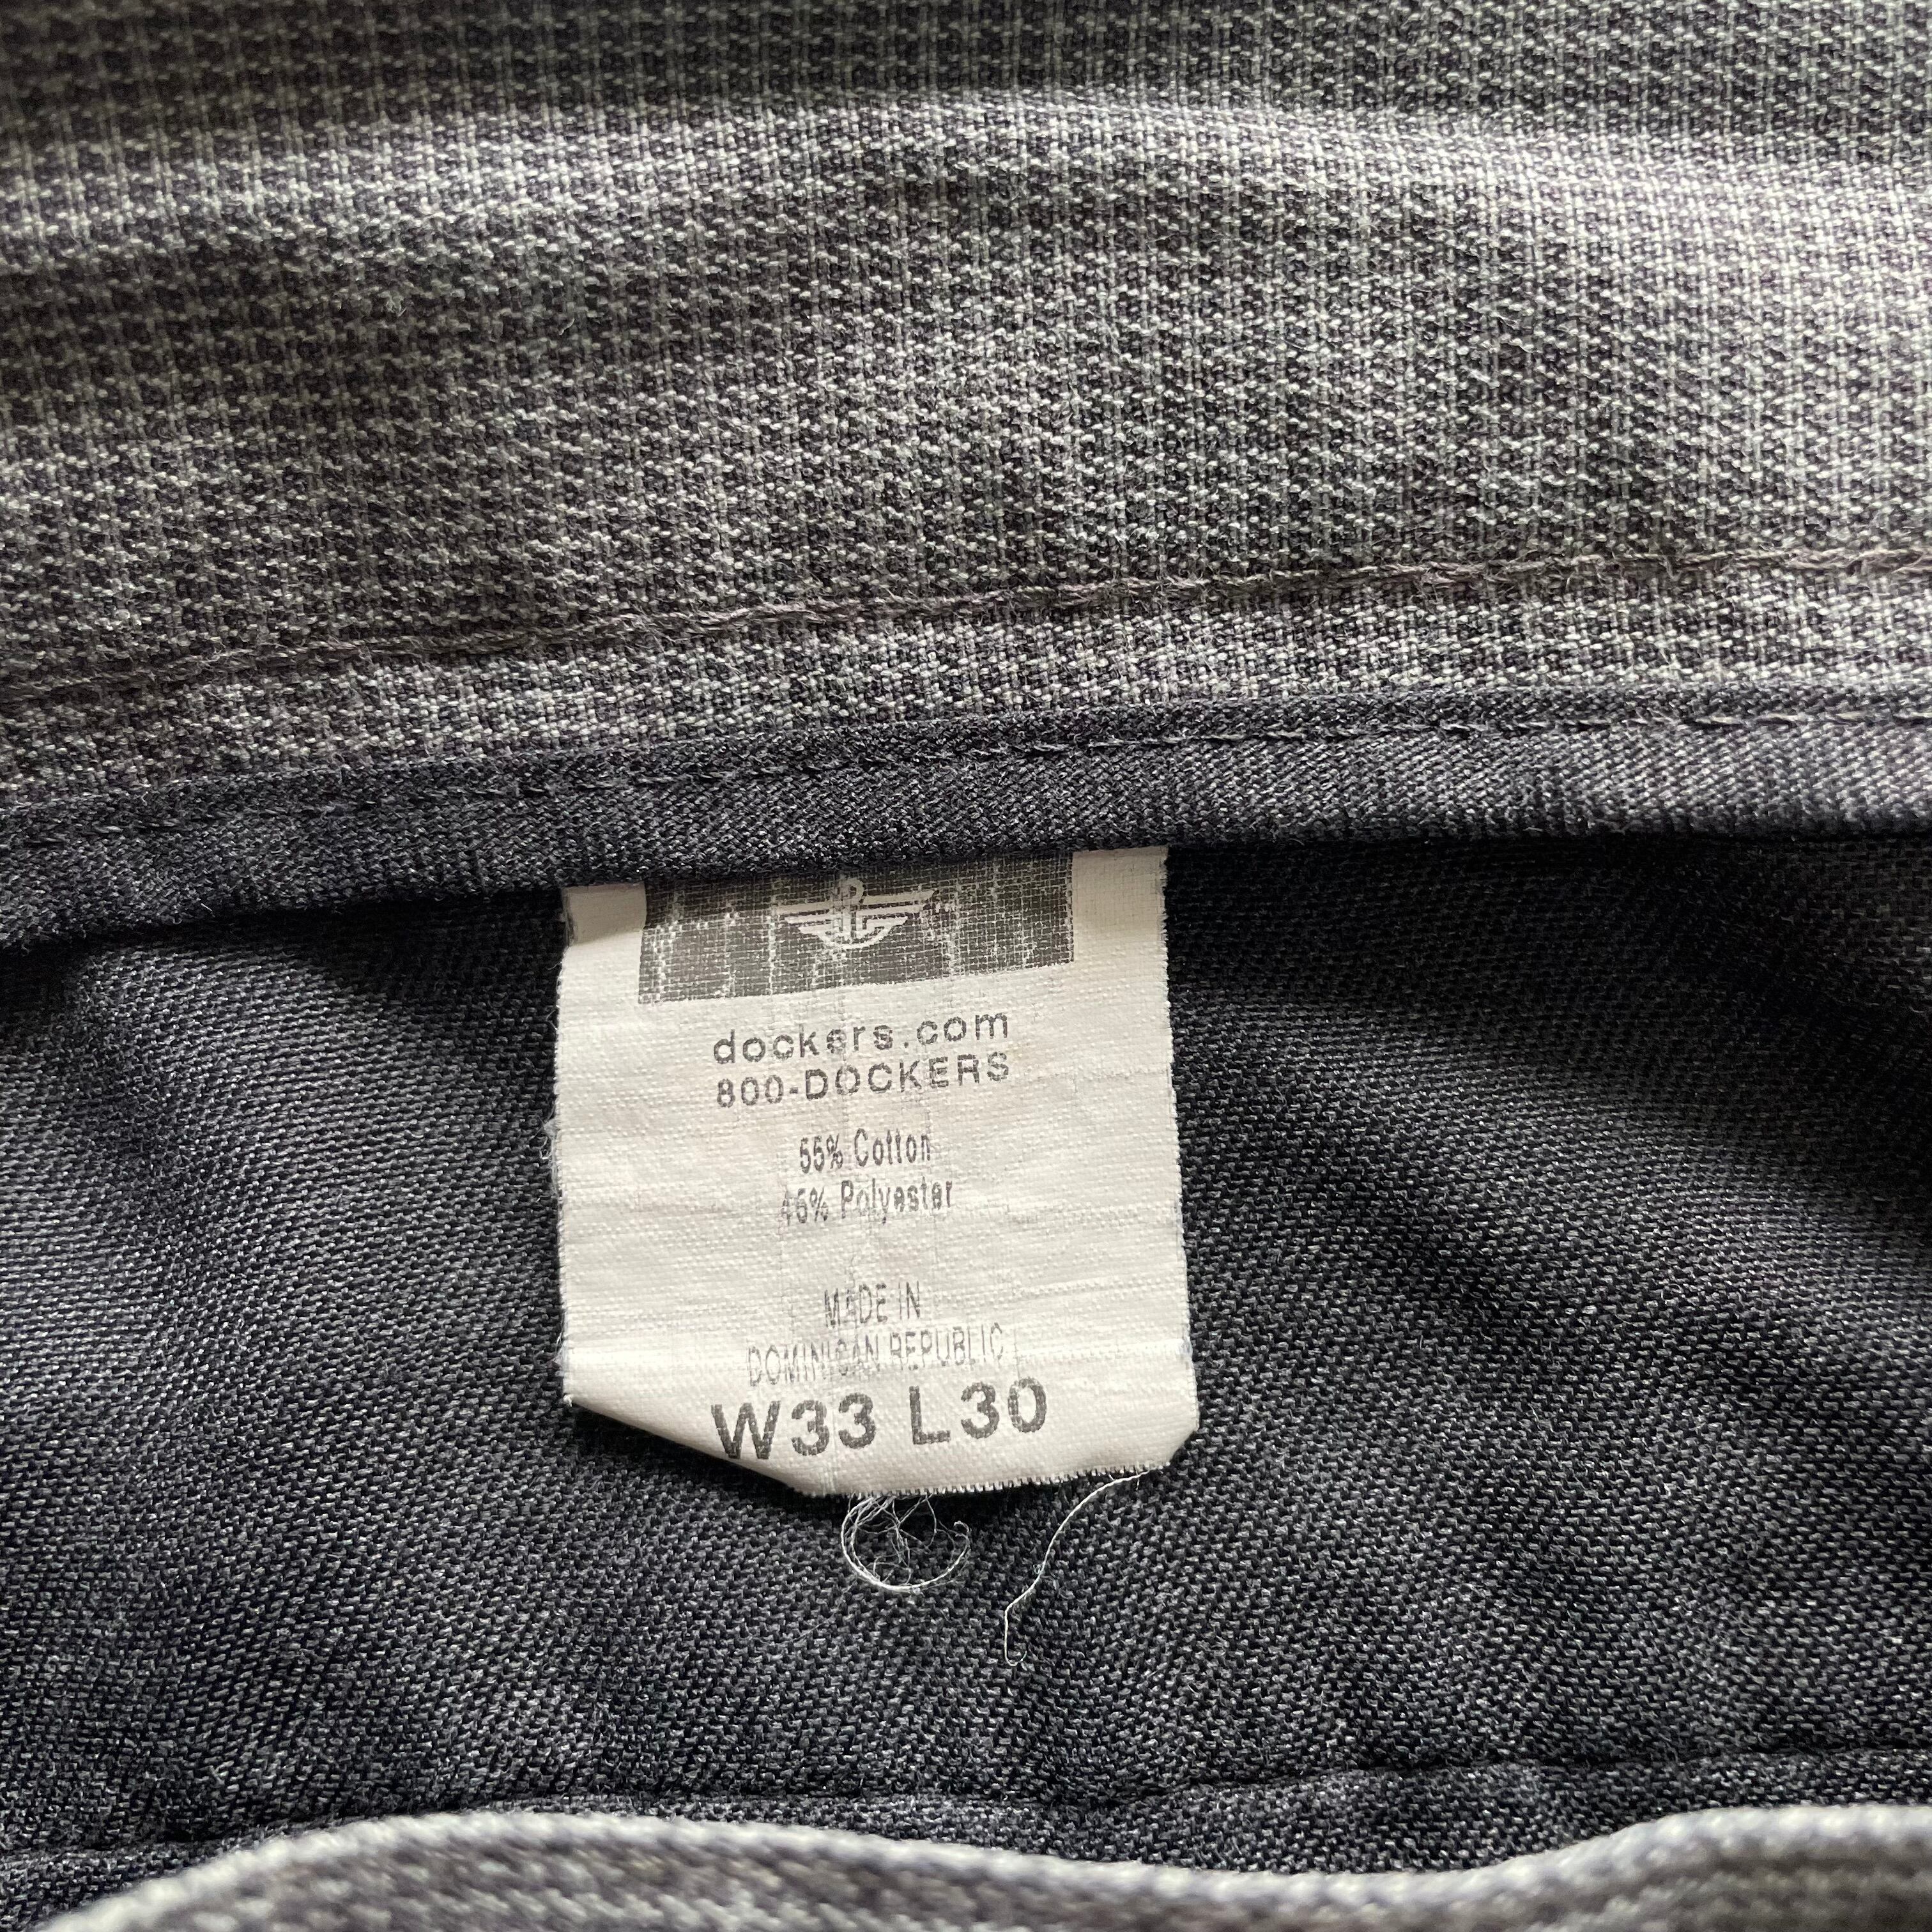 dockers.com
800-DOCKERS
55% Cotton
45% Polyester
MADE IN
DOMINICAN REPUBLIC
W33 L30